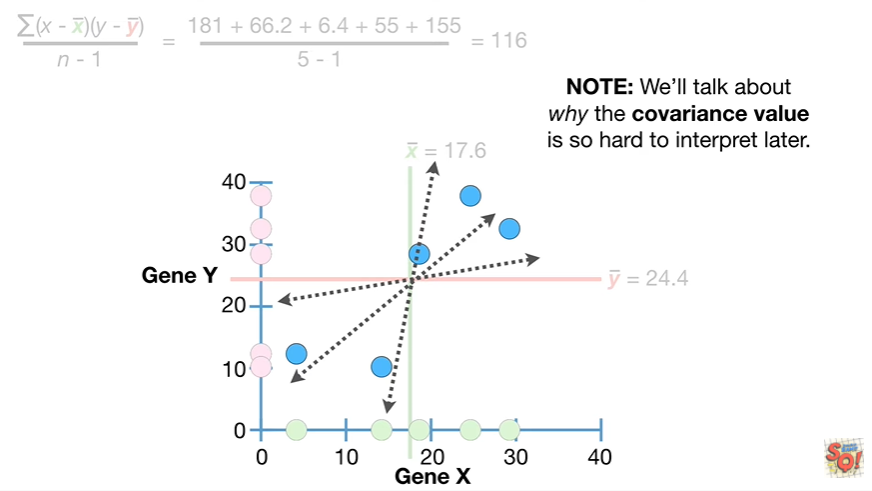 ∑(x - x̅)(y - y̅)
n - 1
=
181 + 66.2 + 6.4 + 55 + 155
5 - 1
= 116
NOTE: We’ll talk about
why the covariance value
is so hard to interpret later.
x̅ = 17.6
40
30
Gene Y
y̅ = 24.4
20
10
0
0 10 20 30 40
Gene X
SQ!